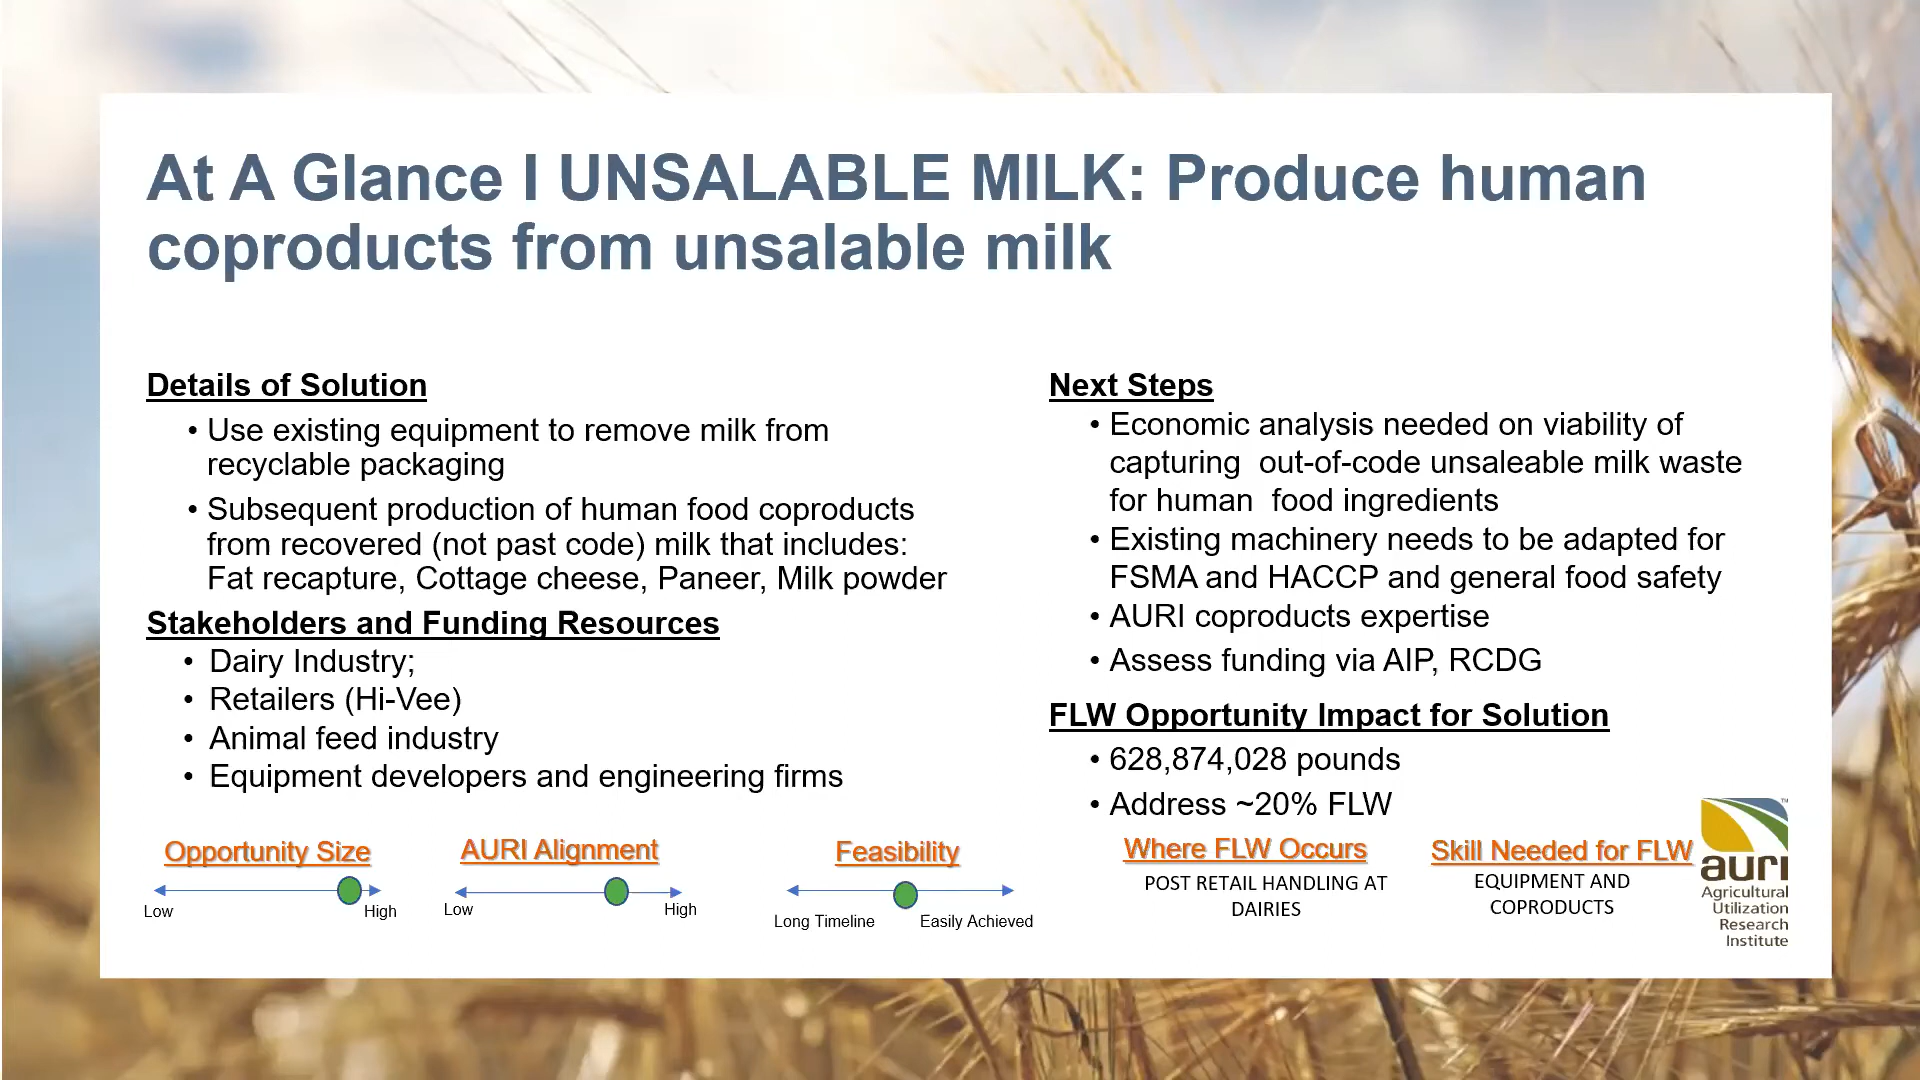 At A Glance I UNSALABLE MILK: Produce human
coproducts from unsalable milk
Details of Solution
• Use existing equipment to remove milk from
recyclable packaging
• Subsequent production of human food coproducts
from recovered (not past code) milk that includes:
Fat recapture, Cottage cheese, Paneer, Milk powder
Stakeholders and Funding Resources
• Dairy Industry;
• Retailers (Hi-Vee)
• Animal feed industry
• Equipment developers and engineering firms
Next Steps
• Economic analysis needed on viability of
capturing out-of-code unsaleable milk waste
for human food ingredients
• Existing machinery needs to be adapted for
FSMA and HACCP and general food safety
• AURI coproducts expertise
• Assess funding via AIP, RCDG
FLW Opportunity Impact for Solution
• 628,874,028 pounds
• Address ~20% FLW
Opportunity Size
Low High
AURI Alignment
Low High
Feasibility
Long Timeline Easily Achieved
Where FLW Occurs
POST RETAIL HANDLING AT
DAIRIES
Skill Needed for FLW
EQUIPMENT AND
COPRODUCTS
TM
auri
Agricultural
Utilization
Research
Institute